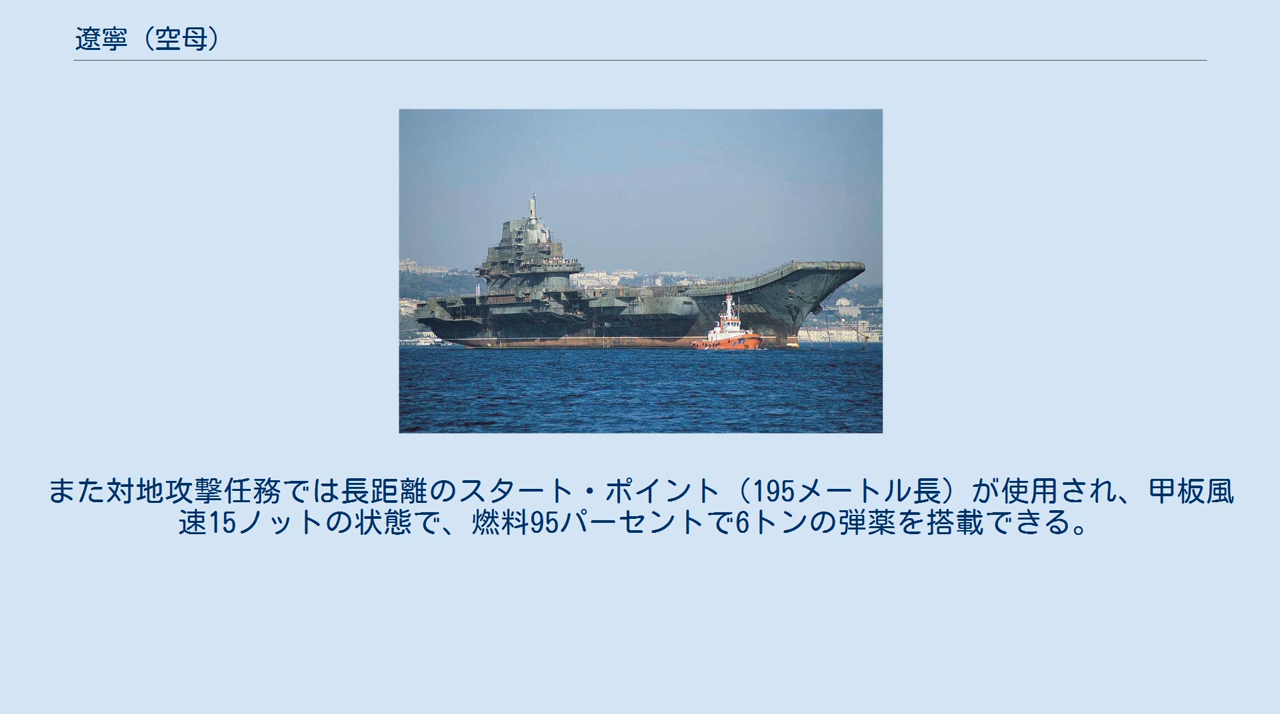 遼寧（空母）
また対地攻撃任務では長距離のスタート・ポイント（195メートル長）が使用され、甲板風
速15ノットの状態で、燃料95パーセントで6トンの弾薬を搭載できる。